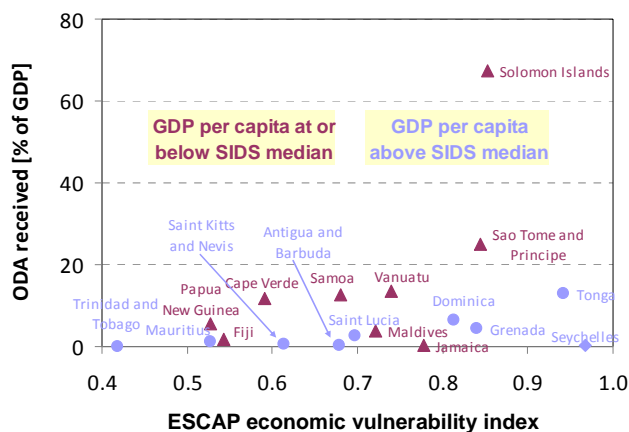 80
60
40
20
0
ODA received [% of GDP]
Solomon Islands
GDP per capita at or
below SIDS median
GDP per capita
above SIDS median
Saint Kitts
and Nevis
Antigua and
Barbuda
Sao Tome and
Principe
Trinidad and
Tobago
Papua
New Guinea
Cape Verde
Samoa
Vanuatu
Dominica
Tonga
Mauritius
Fiji
Saint Lucia
Maldives
Jamaica
Grenada
Seychelles
0.4 0.5 0.6 0.7 0.8 0.9 1.0
ESCAP economic vulnerability index